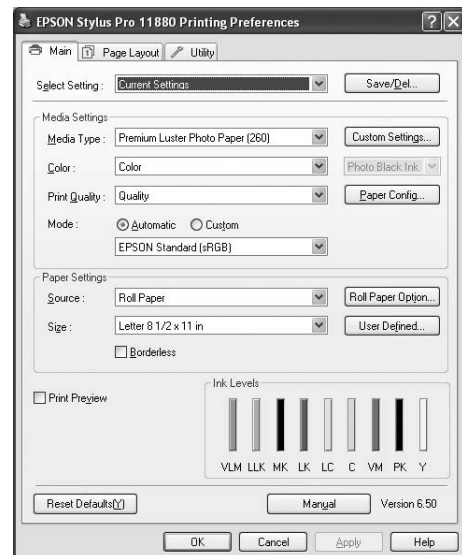 EPSON Stylus Pro 11880 Printing Preferences
Main 1 Page Layout Utility
Select Setting : Current Settings Save/Del...
Media Settings
Media Type : Premium Luster Photo Paper (260) Custom Settings...
Color : Color Photo Black Ink
Print Quality : Quality Paper Config...
Mode : Automatic Custom
EPSON Standard (sRGB)
Paper Settings
Source : Roll Paper Roll Paper Option...
Size : Letter 8 1/2 x 11 in User Defined...
Borderless
Print Preview Ink Levels
VLM LLK MK LK LC C VM PK Y
Reset Defaults(Y) Manual Version 6.50
OK Cancel Apply Help